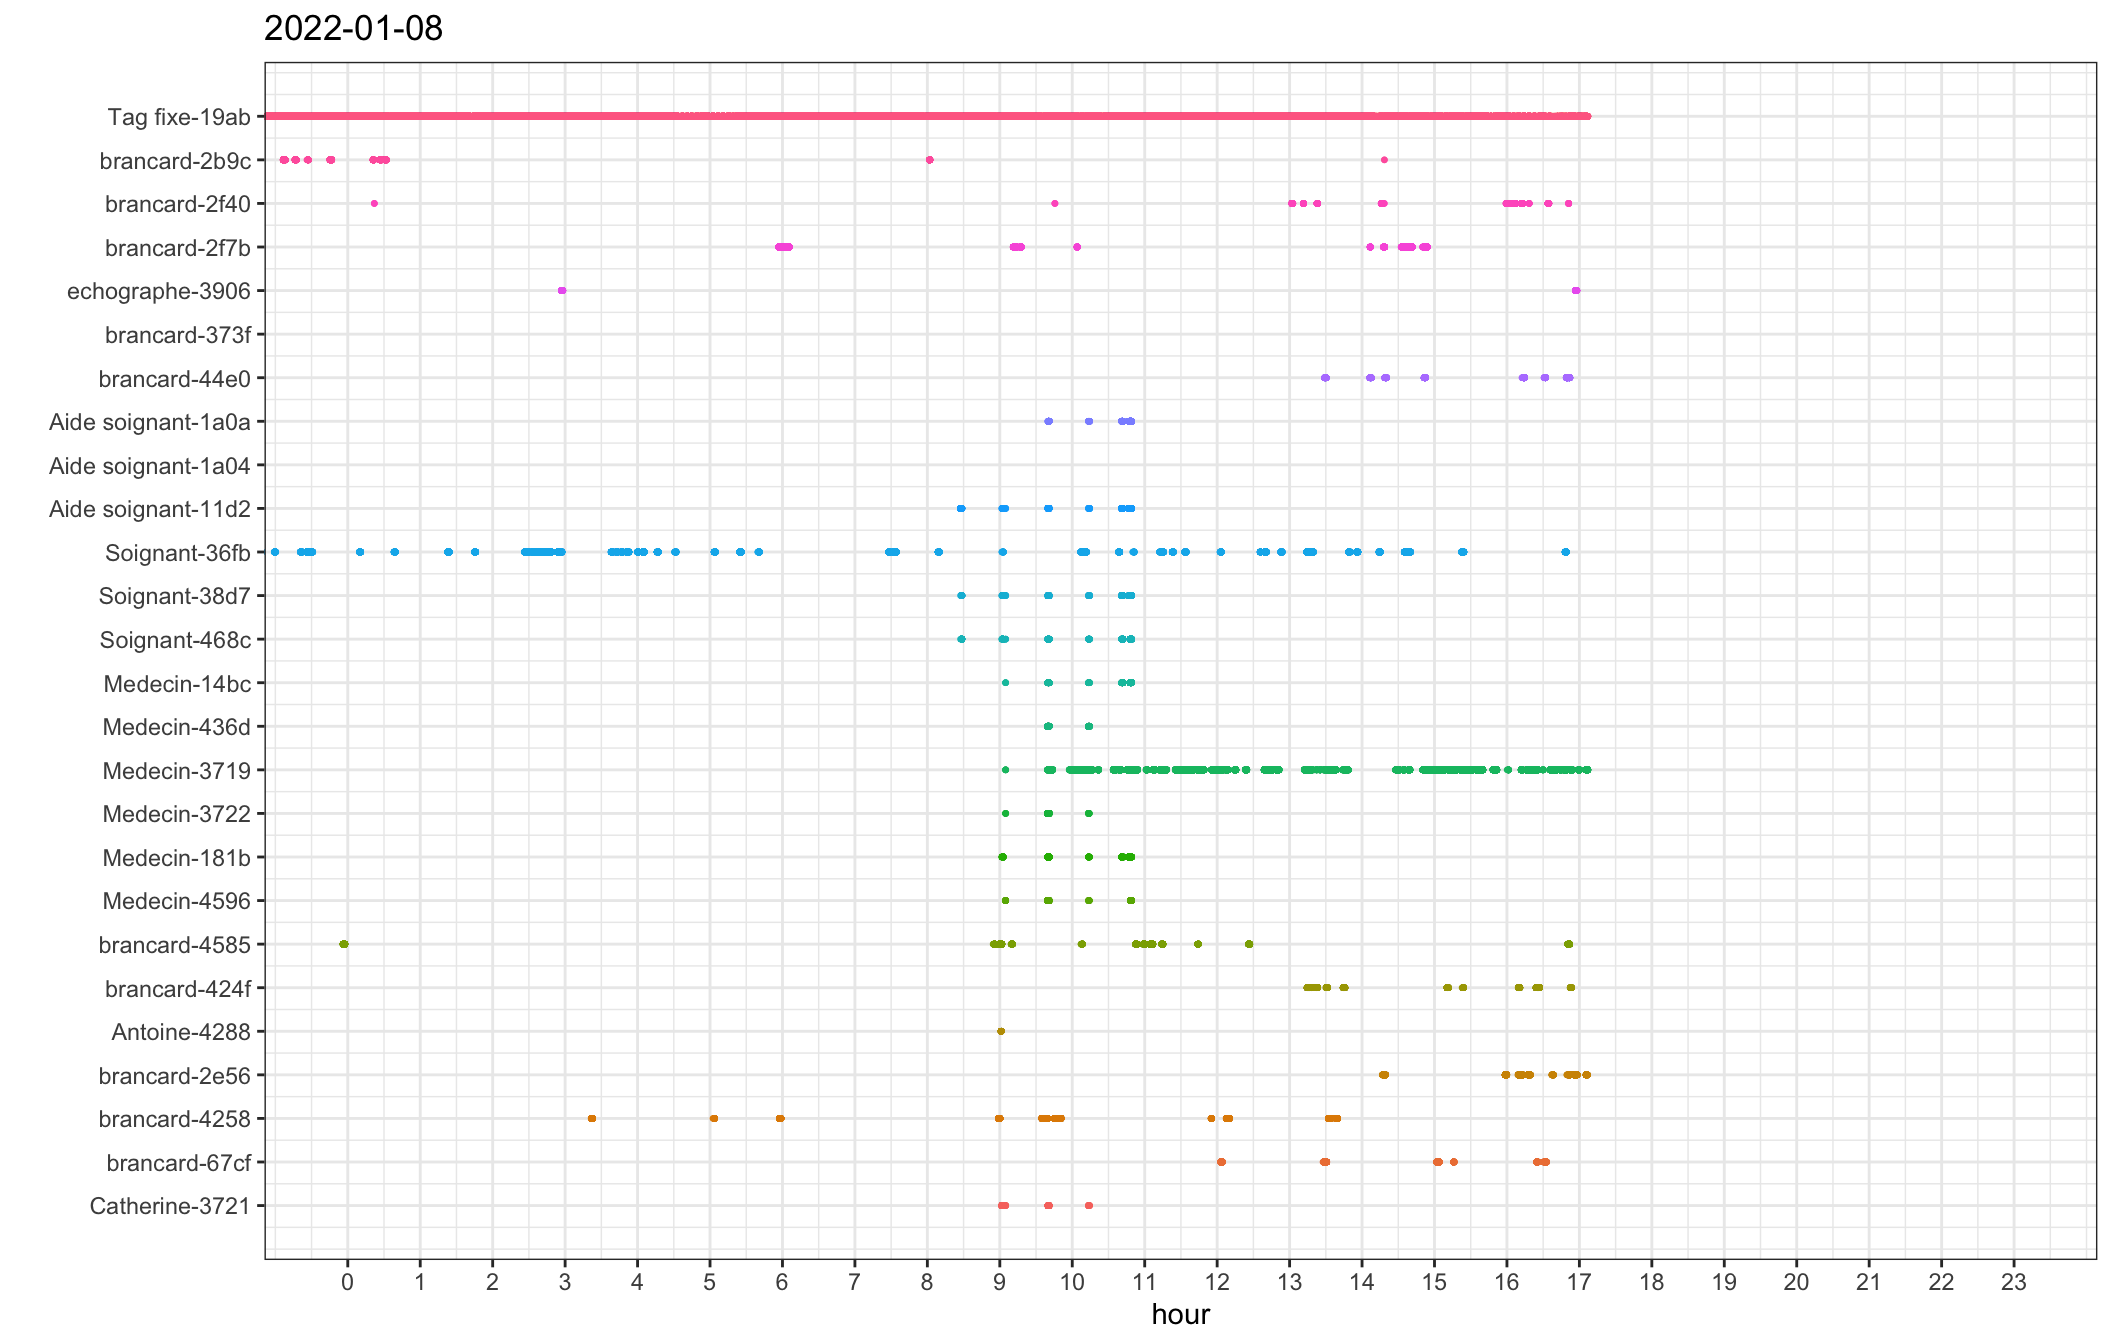 2022-01-08
Tag fixe-19ab
brancard-2b9c
brancard-2f40
brancard-2f7b
echographe-3906
brancard-373f
brancard-44e0
Aide soignant-1a0a
Aide soignant-1a04
Aide soignant-11d2
Soignant-36fb
Soignant-38d7
Soignant-468c
Medecin-14bc
Medecin-436d
Medecin-3719
Medecin-3722
Medecin-181b
Medecin-4596
brancard-4585
brancard-424f
Antoine-4288
brancard-2e56
brancard-4258
brancard-67cf
Catherine-3721
0 1 2 3 4 5 6 7 8 9 10 11 12 13 14 15 16 17 18 19 20 21 22 23
hour